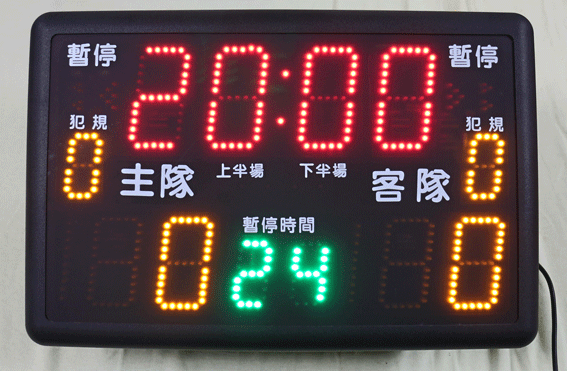 暫停 20:00 暫停
犯規 犯規
0 0
主隊 上半場 下半場 客隊
暫停時間
0 24 0